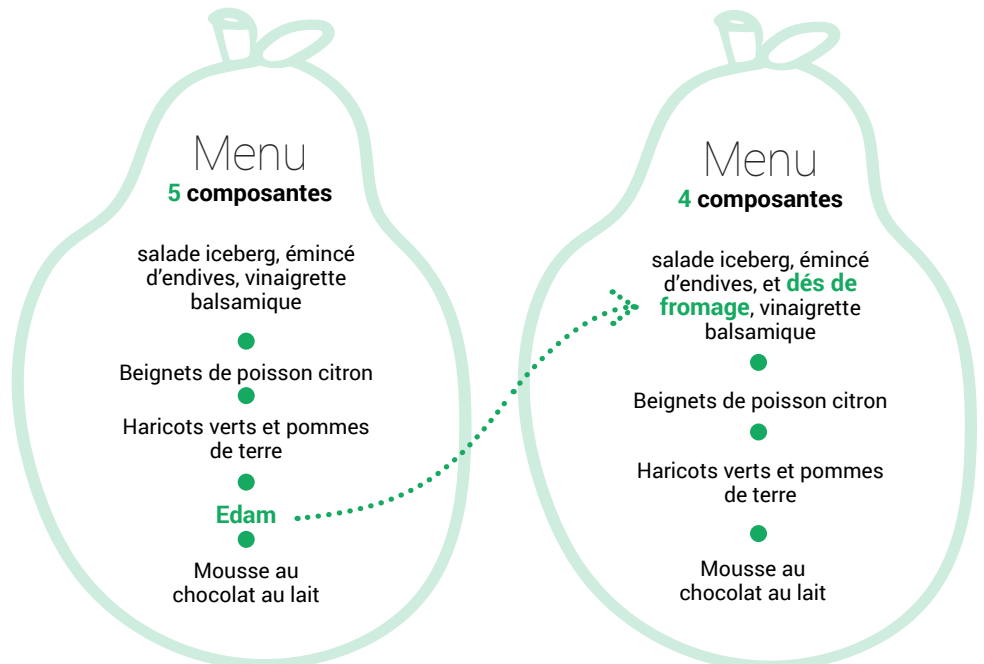 Menu
5 composantes
salade iceberg, émincé
d'endives, vinaigrette
balsamique
Beignets de poisson citron
Haricots verts et pommes
de terre
Edam
Mousse au
chocolat au lait
Menu
4 composantes
salade iceberg, émincé
d'endives, et dés de
fromage, vinaigrette
balsamique
Beignets de poisson citron
Haricots verts et pommes
de terre
Mousse au
chocolat au lait